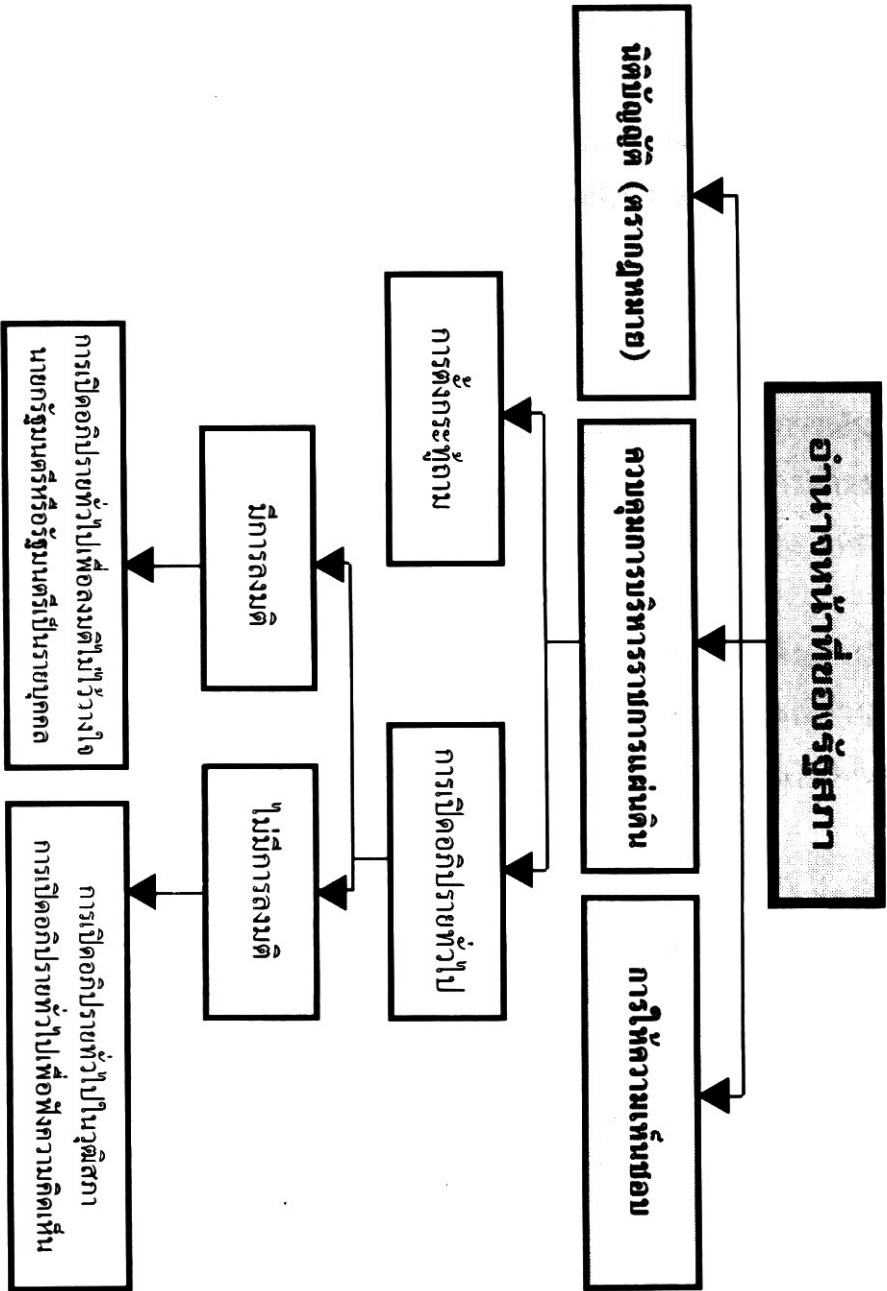 อำนาจหน้าที่ของรัฐสภา
นิติบัญญัติ (ตรากฎหมาย)
ควบคุมการบริหารราชการแผ่นดิน
การให้ความเห็นชอบ
การตั้งกระทู้ถาม
การเปิดอภิปรายทั่วไป
มีการลงมติ
ไม่มีการลงมติ
การเปิดอภิปรายทั่วไปเพื่อลงมติไม่ไว้วางใจ
นายกรัฐมนตรีหรือรัฐมนตรีเป็นรายบุคคล
การเปิดอภิปรายทั่วไปในวุฒิสภา
การเปิดอภิปรายทั่วไปเพื่อฟังความคิดเห็น